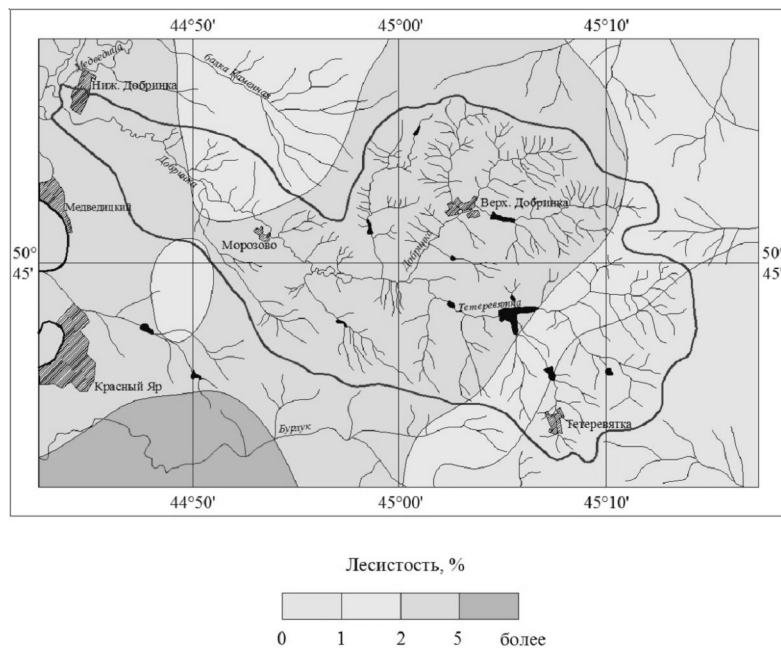 44°50'
45°00'
45°10'
Медведица
Ниж. Добринка
балка Каменная
Добринка
Медведицкий
Верх. Добринка
Морозово
Добринка
50°
45'
50°
45'
Тетеревятка
Красный Яр
Бурлук
Тетеревятка
44°50'
45°00'
45°10'
Лесистость, %
0 1 2 5 более